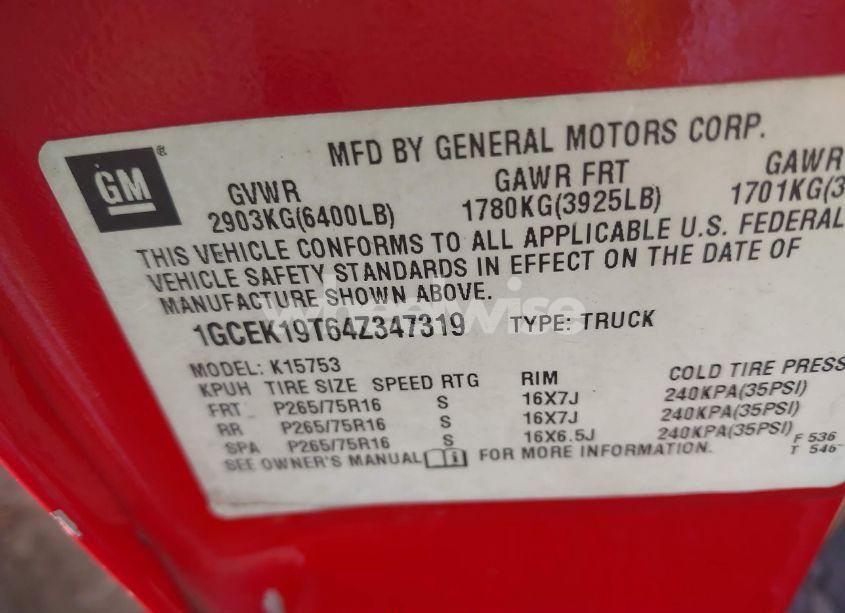 MFD BY GENERAL MOTORS CORP.
GM ®
GVWR GAWR FRT GAWR
2903KG(6400LB) 1780KG(3925LB) 1701KG(3
THIS VEHICLE CONFORMS TO ALL APPLICABLE U.S. FEDERAL
VEHICLE SAFETY STANDARDS IN EFFECT ON THE DATE OF
MANUFACTURE SHOWN ABOVE.
1GCEK19T64Z347319 TYPE: TRUCK
MODEL: K15753
KPUH TIRE SIZE SPEED RTG RIM COLD TIRE PRESS
FRT P265/75R16 S 16X7J 240KPA(35PSI)
RR P265/75R16 S 16X7J 240KPA(35PSI)
SPA P265/75R16 S 16X6.5J 240KPA(35PSI)
SEE OWNER'S MANUAL FOR MORE INFORMATION.
F 536
T 546